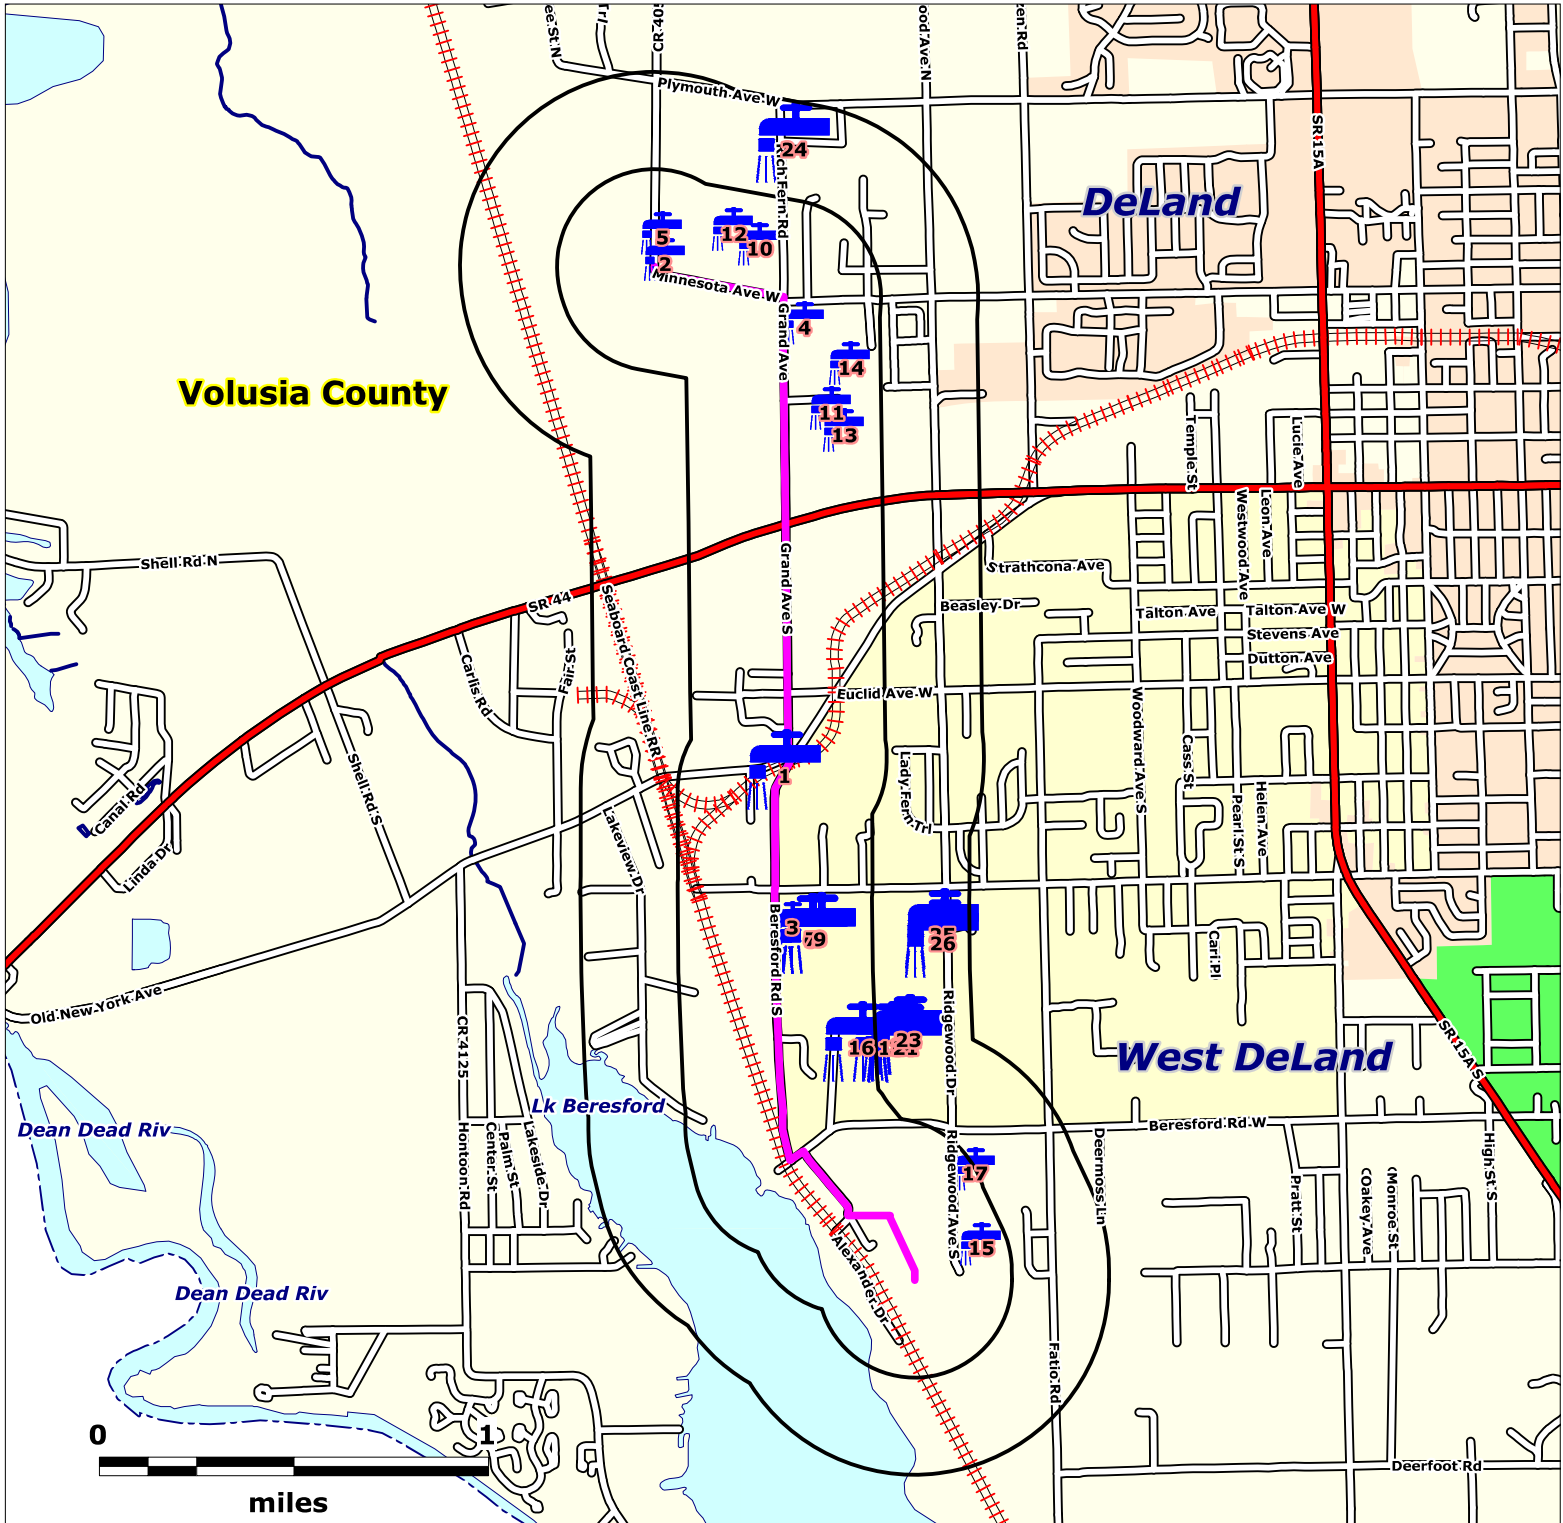 CR 4053
Plymouth Ave W
24
SR 15A
DeLand
5
12
10
2
Minnesota Ave W
4
Grand Ave
14
11
13
Volusia County
Temple St
Lucie Ave
Westwood Ave
Leon Ave
Shell Rd N
Strathcona Ave
SR 44
Grand Ave S
Beasley Dr
Talton Ave
Talton Ave W
Stevens Ave
Dutton Ave
Seaboard Coast Line RR
Carlis Rd
Fair St
Euclid Ave W
Woodward Ave S
Cass St
Shell Rd S
1
Lady Fern Trl
Pearl St S
Helen Ave
Canal Rd
Linda Dr
Lakeview Dr
Beresford Rd S
3
79
26
Cari Pl
Old New York Ave
Ridgewood Dr
CR 4125
16
23
West DeLand
SR 15A S
Lk Beresford
Dean Dead Riv
Beresford Rd W
Hontoon Rd
Center St
Palm St
Lakeside Dr
17
Ridgewood Ave S
Deermoss Ln
High St S
Pratt St
Oakey Ave
Monroe St
15
Alexander Dr
Dean Dead Riv
Fatio Rd
0
1
miles
Deerfoot Rd